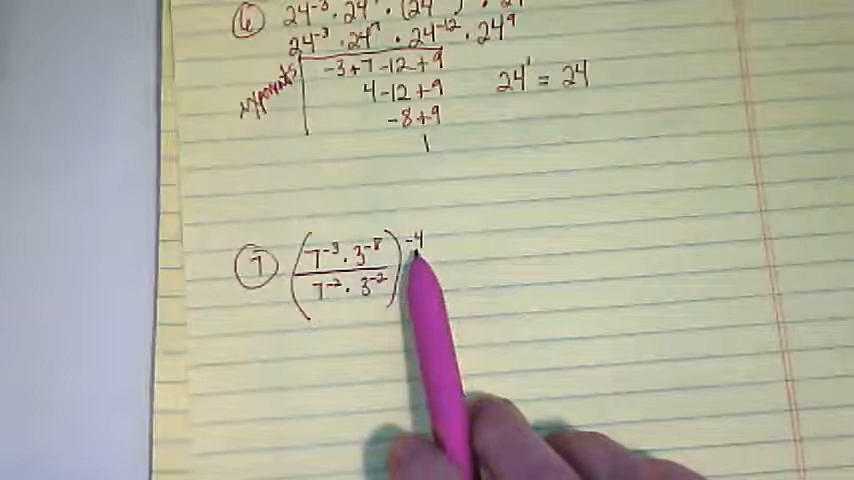 6 24⁻³ · 24⁷ · (24
24⁻³ · 24⁷ · 24⁻¹² · 24⁹
exponents -3+7-12+9 24¹ = 24
4-12+9
-8+9
1
7 (7⁻³ · 3⁻⁸)⁻⁴
7⁻² · 3⁻²